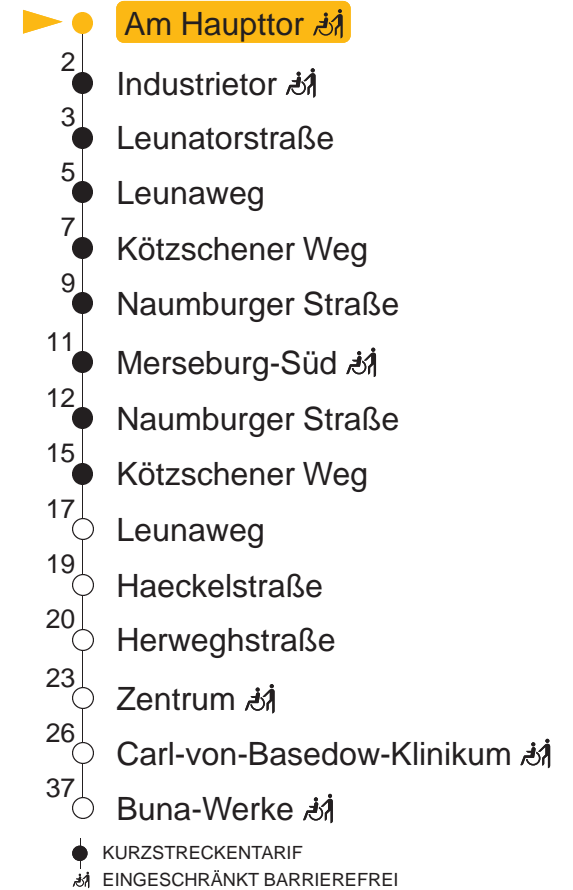 Am Haupttor
2
Industrietor
3
Leunatorstraße
5
Leunaweg
7
Kötzschener Weg
9
Naumburger Straße
11
Merseburg-Süd
12
Naumburger Straße
15
Kötzschener Weg
17
Leunaweg
19
Haeckelstraße
20
Herweghstraße
23
Zentrum
26
Carl-von-Basedow-Klinikum
37
Buna-Werke
KURZSTRECKENTARIF
EINGESCHRÄNKT BARRIEREFREI